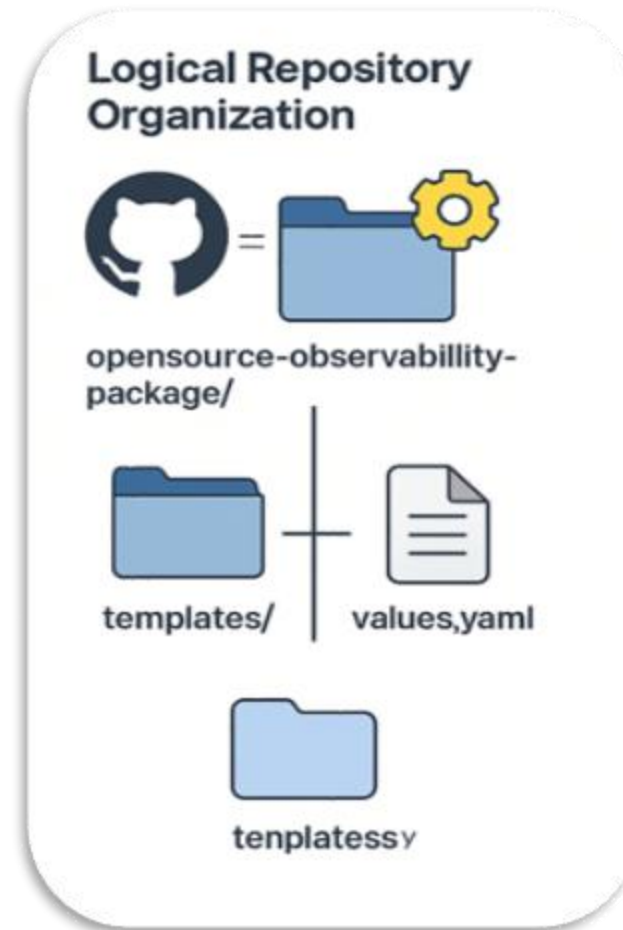 Logical Repository
Organization
=
opensource-observabillity-
package/
templates/
values,yaml
tenplatessy